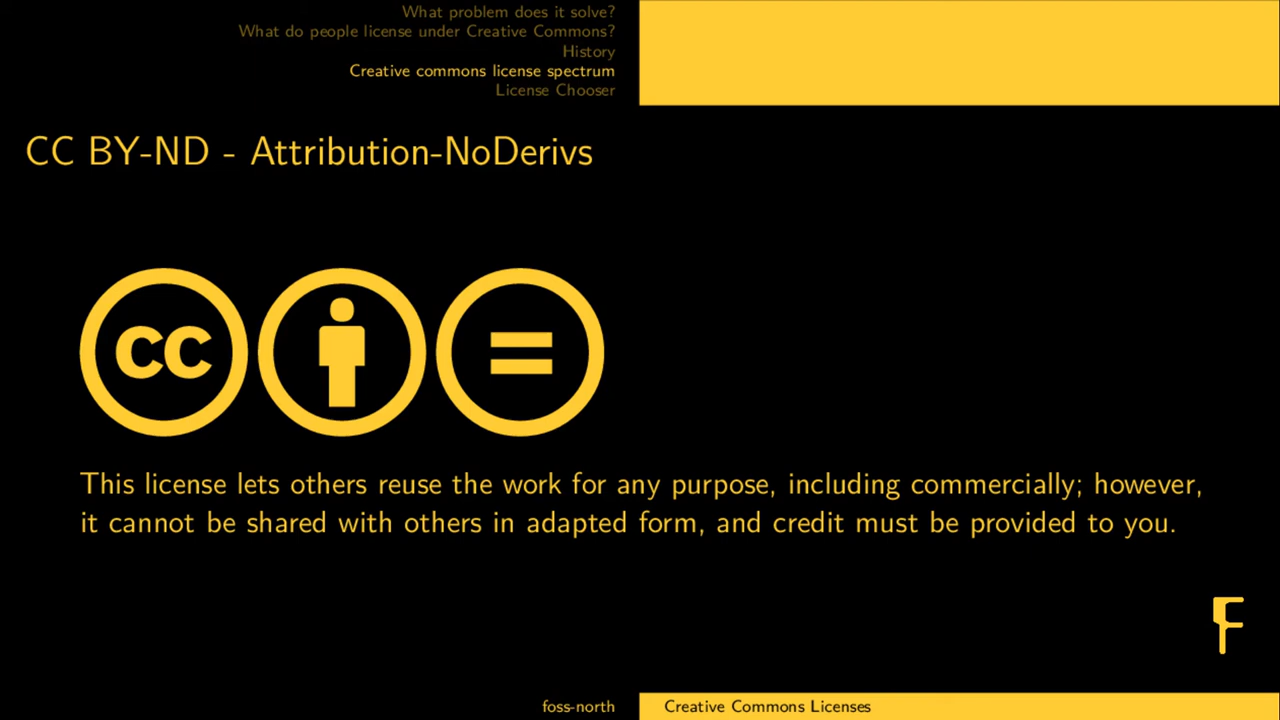 What problem does it solve?
What do people license under Creative Commons?
History
Creative commons license spectrum
License Chooser
CC BY-ND - Attribution-NoDerivs
cc
=
This license lets others reuse the work for any purpose, including commercially; however,
it cannot be shared with others in adapted form, and credit must be provided to you.
F
foss-north
Creative Commons Licenses